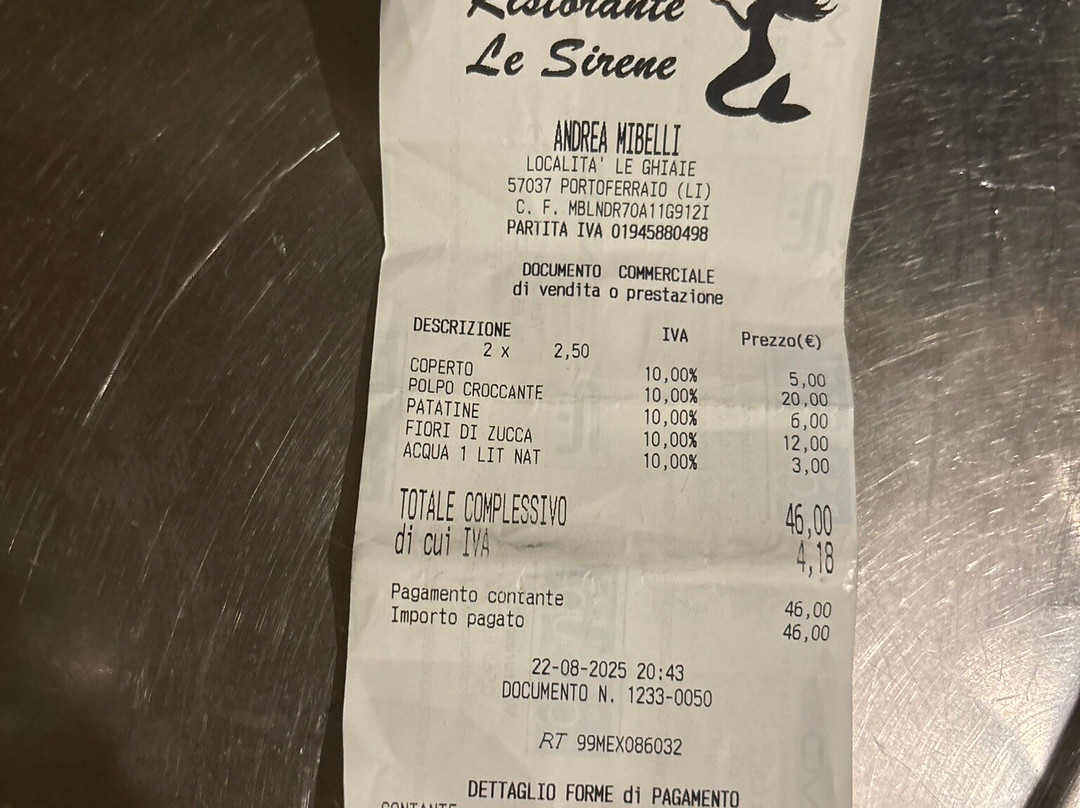 Ristorante
Le Sirene
ANDREA MIBELLI
LOCALITA' LE GHIAIE
57037 PORTOFERRAIO (LI)
C. F. MBLNDR70A11G912I
PARTITA IVA 01945880498
DOCUMENTO COMMERCIALE
di vendita o prestazione
DESCRIZIONE IVA Prezzo(€)
2 x 2,50
COPERTO 10,00% 5,00
POLPO CROCCANTE 10,00% 20,00
PATATINE 10,00% 6,00
FIORI DI ZUCCA 10,00% 12,00
ACQUA 1 LIT NAT 10,00% 3,00
TOTALE COMPLESSIVO 46,00
di cui IVA 4,18
Pagamento contante 46,00
Importo pagato 46,00
22-08-2025 20:43
DOCUMENTO N. 1233-0050
RT 99MEX086032
DETTAGLIO FORME di PAGAMENTO
CONTANTE